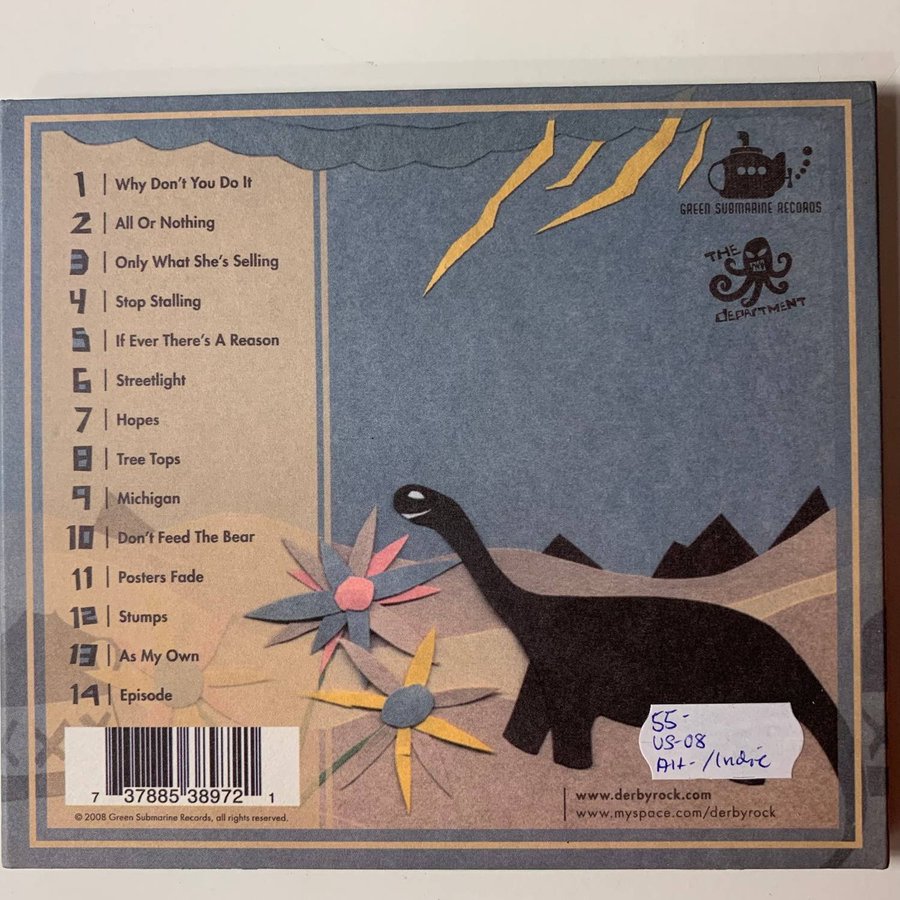 1 | Why Don't You Do It
2 | All Or Nothing
3 | Only What She's Selling
4 | Stop Stalling
5 | If Ever There's A Reason
6 | Streetlight
7 | Hopes
8 | Tree Tops
9 | Michigan
10 | Don't Feed The Bear
11 | Posters Fade
12 | Stumps
13 | As My Own
14 | Episode
7 37885 38972 1
© 2008 Green Submarine Records, all rights reserved.
GREEN SUBMARINE RECORDS
THE
DEPARTMENT
55-
US-08
Alt-/Indie
www.derbyrock.com
www.myspace.com/derbyrock